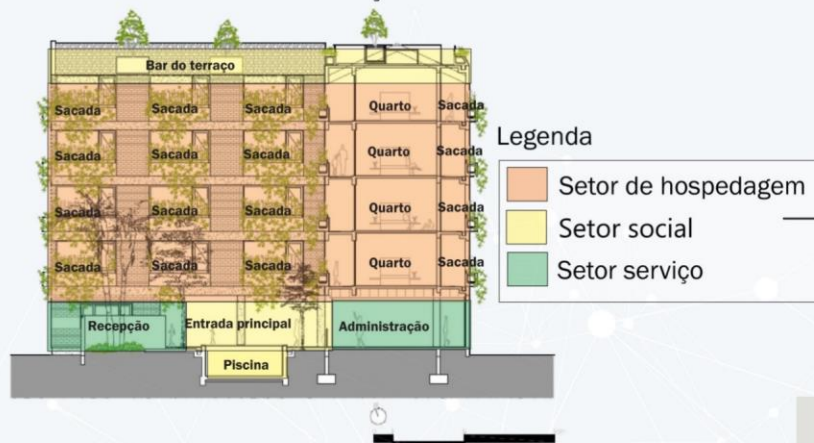 Bar do terraço
Sacada Sacada Sacada Quarto Sacada
Sacada Sacada Sacada Quarto Sacada
Sacada Sacada Sacada Quarto Sacada
Sacada Sacada Sacada Quarto Sacada
Recepção Entrada principal Administração
Piscina
Legenda
Setor de hospedagem
Setor social
Setor serviço